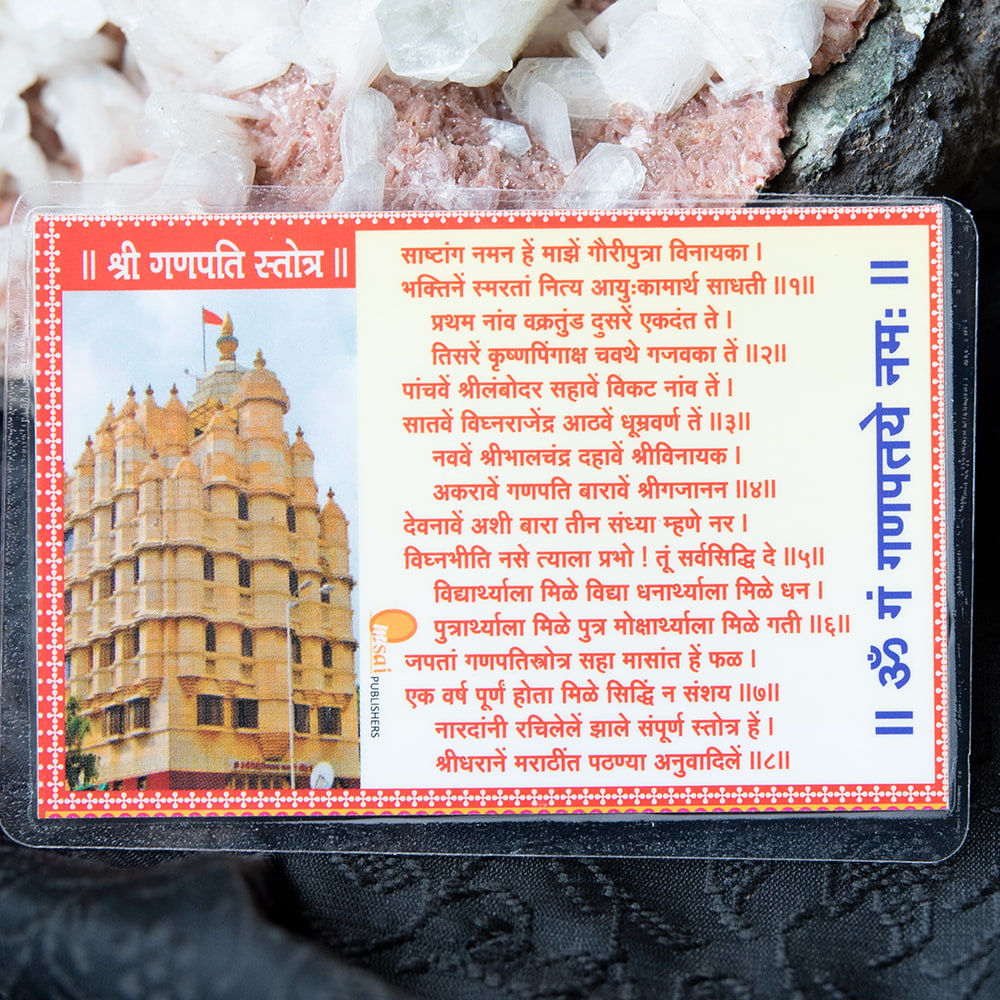 ॥ श्री गणपति स्तोत्र ॥
साष्टांग नमन हें माझें गौरीपुत्रा विनायका ।
भक्तिनें स्मरतां नित्य आयुःकामार्थ साधती ॥१॥
प्रथम नांव वक्रतुंड दुसरें एकदंत ते ।
तिसरें कृष्णपिंगाक्ष चवथे गजवका तें ॥२॥
पांचवें श्रीलंबोदर सहावें विकट नांव तें ।
सातवें विघ्नराजेंद्र आठवें धूम्रवर्ण तें ॥३॥
नववें श्रीभालचंद्र दहावें श्रीविनायक ।
अकरावें गणपति बारावें श्रीगजानन ॥४॥
देवनावें अशी बारा तीन संध्या म्हणे नर ।
विघ्नभीति नसे त्याला प्रभो ! तूं सर्वसिद्धि दे ॥५॥
विद्यार्थ्याला मिळे विद्या धनार्थ्याला मिळे धन ।
पुत्रार्थ्याला मिळे पुत्र मोक्षार्थ्याला मिळे गती ॥६॥
जपतां गणपतिस्त्रोत्र सहा मासांत हें फळ ।
एक वर्ष पूर्णं होता मिळे सिद्धिं न संशय ॥७॥
नारदांनी रचिलेलें झाले संपूर्ण स्तोत्र हें ।
श्रीधरानें मराठींत पठण्या अनुवादिलें ॥८॥
॥ ॐ गं गणपतये नमः ॥
PUBLISHERS